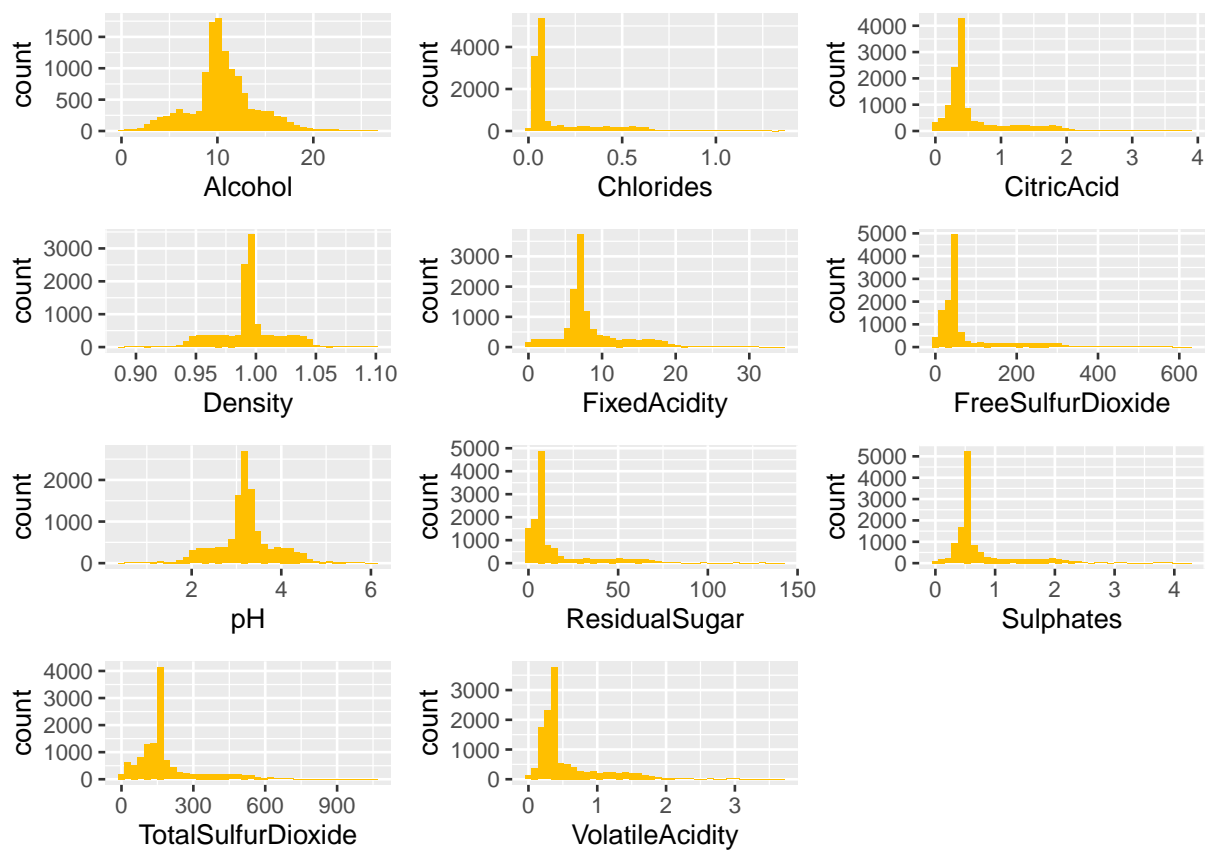 count
1500
1000
500
0
0 10 20
Alcohol
count
4000
2000
0
0.0 0.5 1.0
Chlorides
count
4000
3000
2000
1000
0
0 1 2 3 4
CitricAcid
count
3000
2000
1000
0
0.90 0.95 1.00 1.05 1.10
Density
count
3000
2000
1000
0
0 10 20 30
FixedAcidity
count
5000
4000
3000
2000
1000
0
0 200 400 600
FreeSulfurDioxide
count
2000
1000
0
2 4 6
pH
count
5000
4000
3000
2000
1000
0
0 50 100 150
ResidualSugar
count
5000
4000
3000
2000
1000
0
0 1 2 3 4
Sulphates
count
4000
3000
2000
1000
0
0 300 600 900
TotalSulfurDioxide
count
3000
2000
1000
0
0 1 2 3
VolatileAcidity